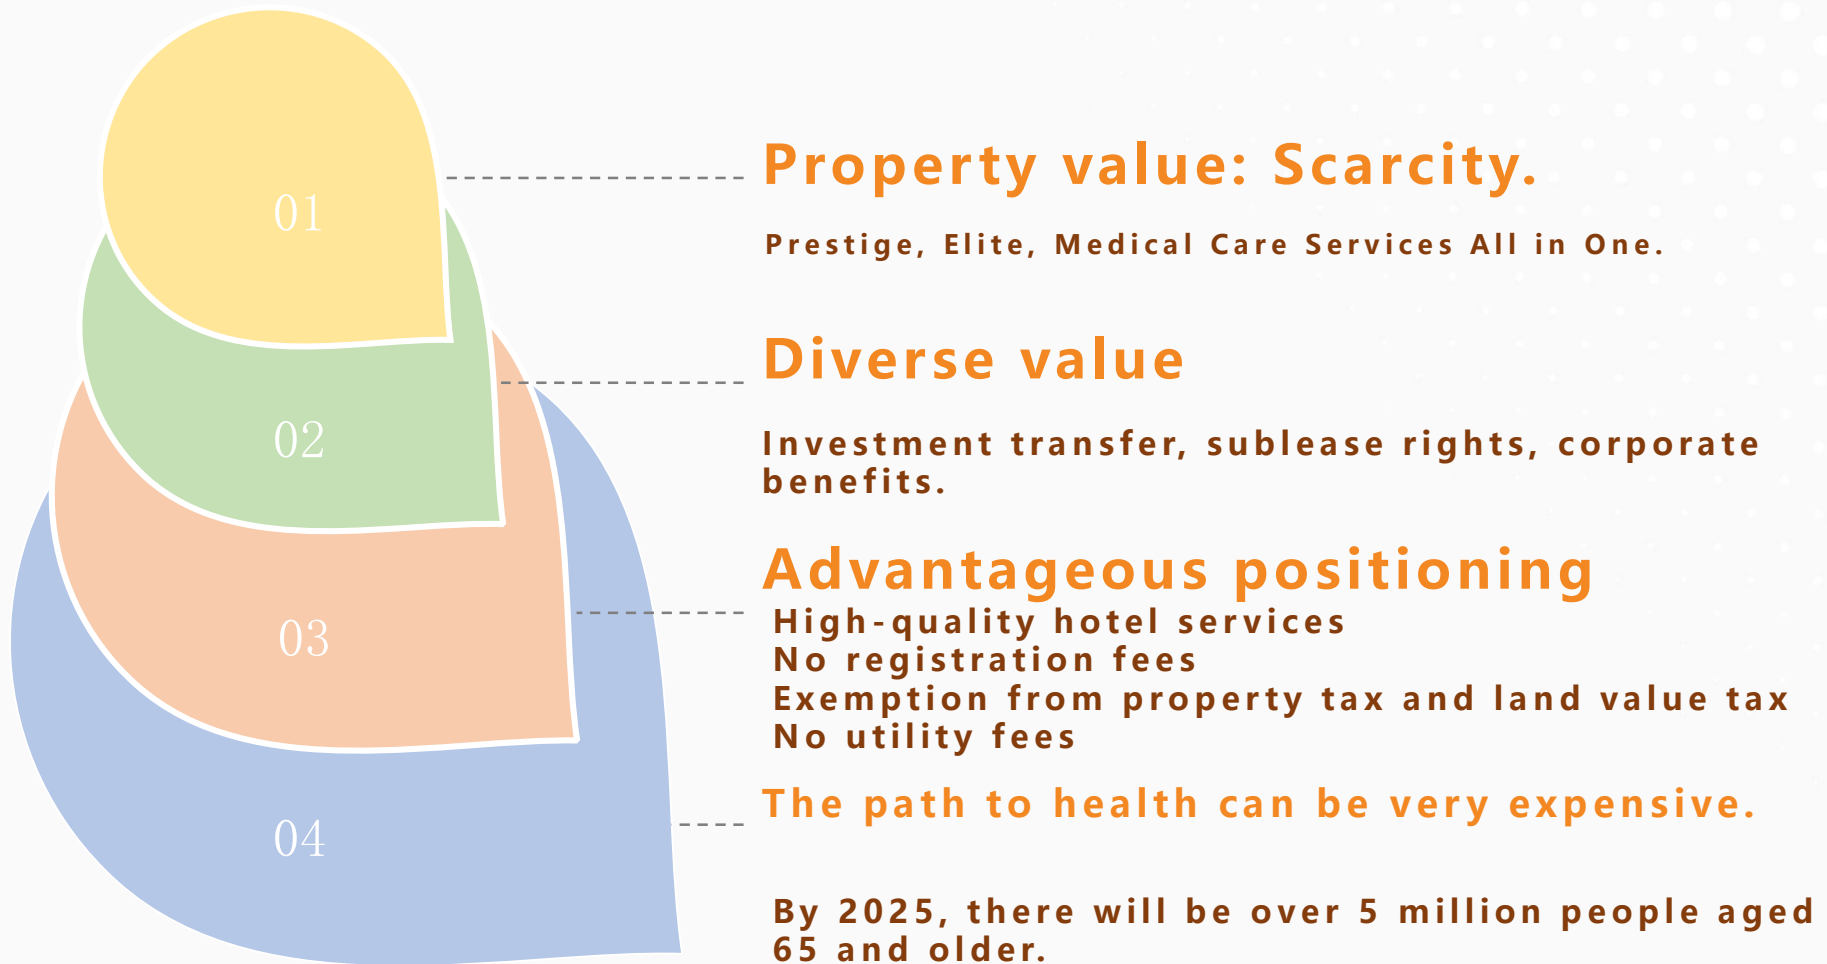 01
Property value: Scarcity.
Prestige, Elite, Medical Care Services All in One.
02
Diverse value
Investment transfer, sublease rights, corporate
benefits.
03
Advantageous positioning
High-quality hotel services
No registration fees
Exemption from property tax and land value tax
No utility fees
04
The path to health can be very expensive.
By 2025, there will be over 5 million people aged
65 and older.